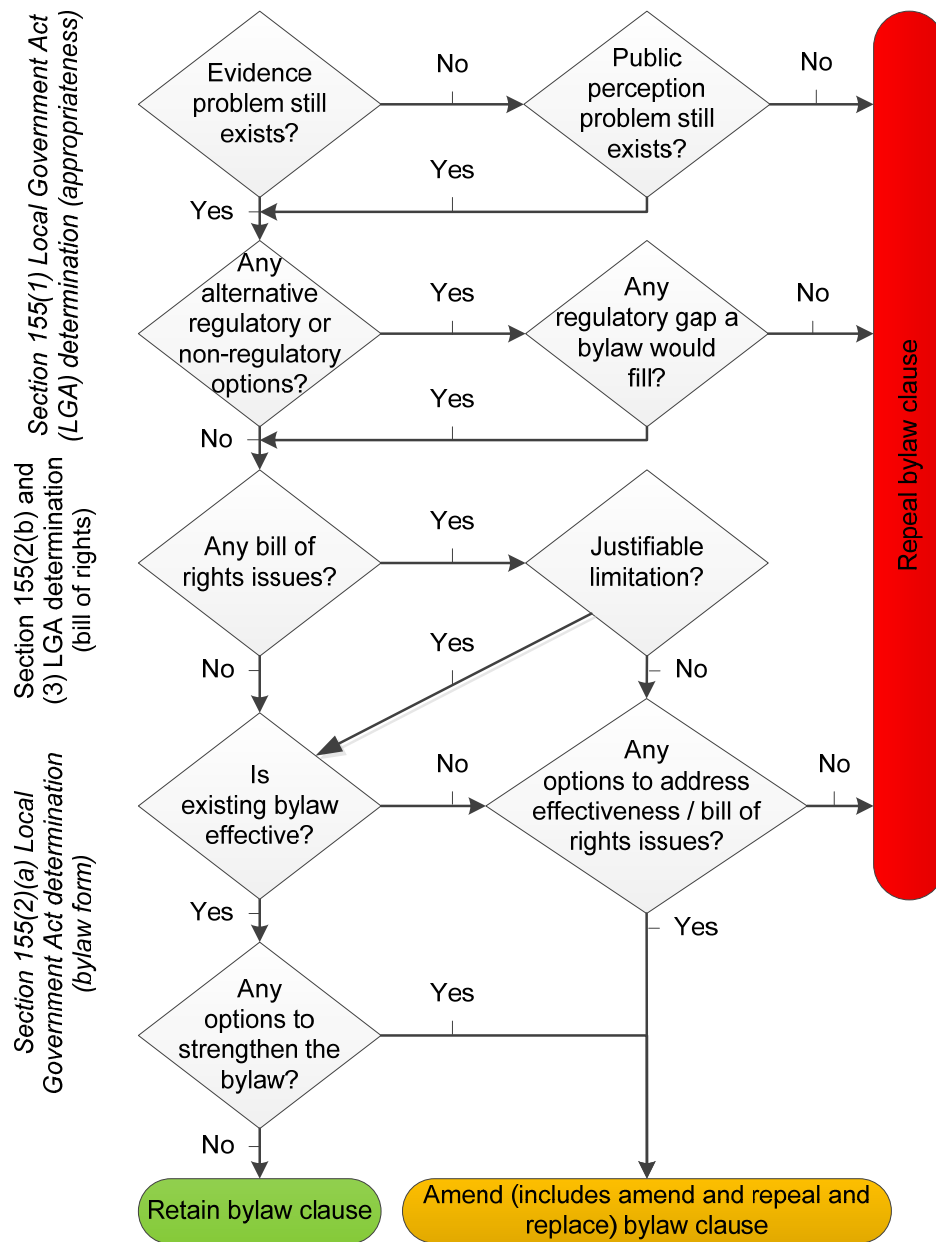 Section 155(1) Local Government Act
(LGA) determination (appropriateness)
Evidence
problem still
exists?
No
Public
perception
problem still
exists?
No
Yes
Yes
Any
alternative
regulatory or
non-regulatory
options?
Yes
Any
regulatory gap a
bylaw would
fill?
No
Yes
No
Repeal bylaw clause
Section 155(2(b) and
(3) LGA determination
(bill of rights)
Any bill of
rights issues?
Yes
Justifiable
limitation?
Yes
No
No
Section 155(2)(a) Local
Government Act determination
(bylaw form)
Is
existing bylaw
effective?
No
Any
options to address
effectiveness / bill of
rights issues?
No
Yes
Yes
Any
options to
strengthen the
bylaw?
Yes
No
Retain bylaw clause
Amend (includes amend and repeal and
replace) bylaw clause